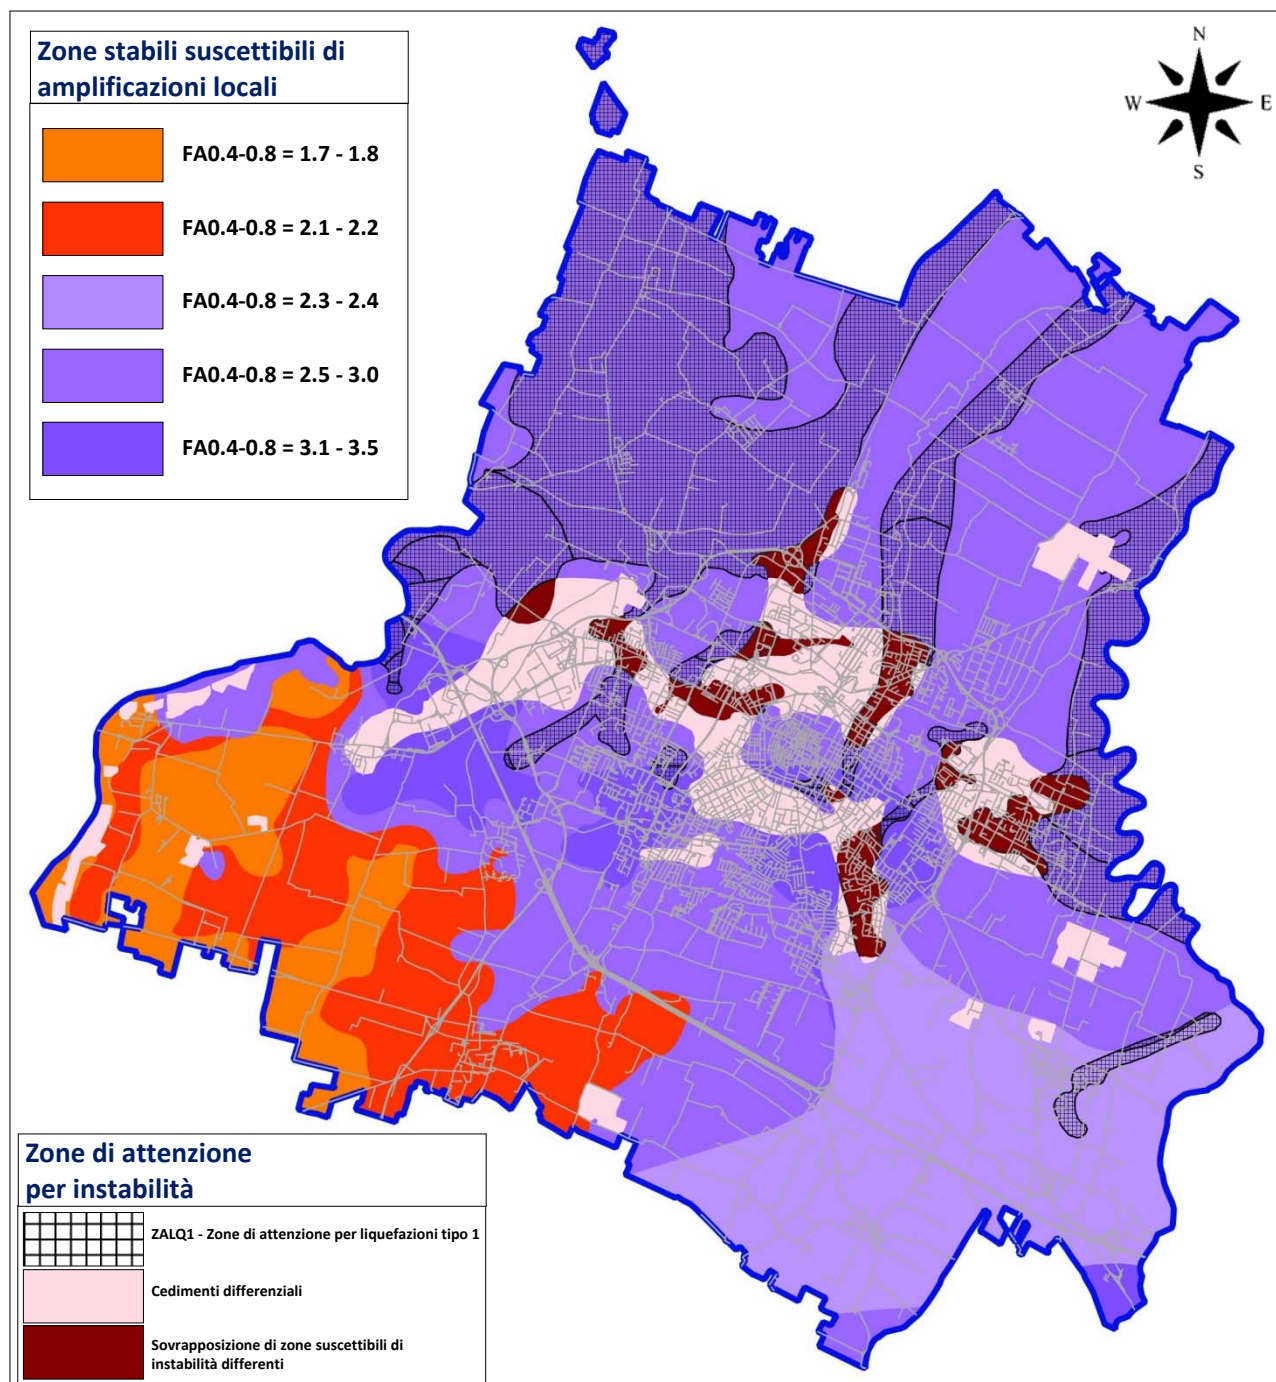 Zone stabili suscettibili di
amplificazioni locali
FA0.4-0.8 = 1.7 - 1.8
FA0.4-0.8 = 2.1 - 2.2
FA0.4-0.8 = 2.3 - 2.4
FA0.4-0.8 = 2.5 - 3.0
FA0.4-0.8 = 3.1 - 3.5
N
W E
S
Zone di attenzione
per instabilità
ZALQ1 - Zone di attenzione per liquefazioni tipo 1
Cedimenti differenziali
Sovrapposizione di zone suscettibili di
instabilità differenti